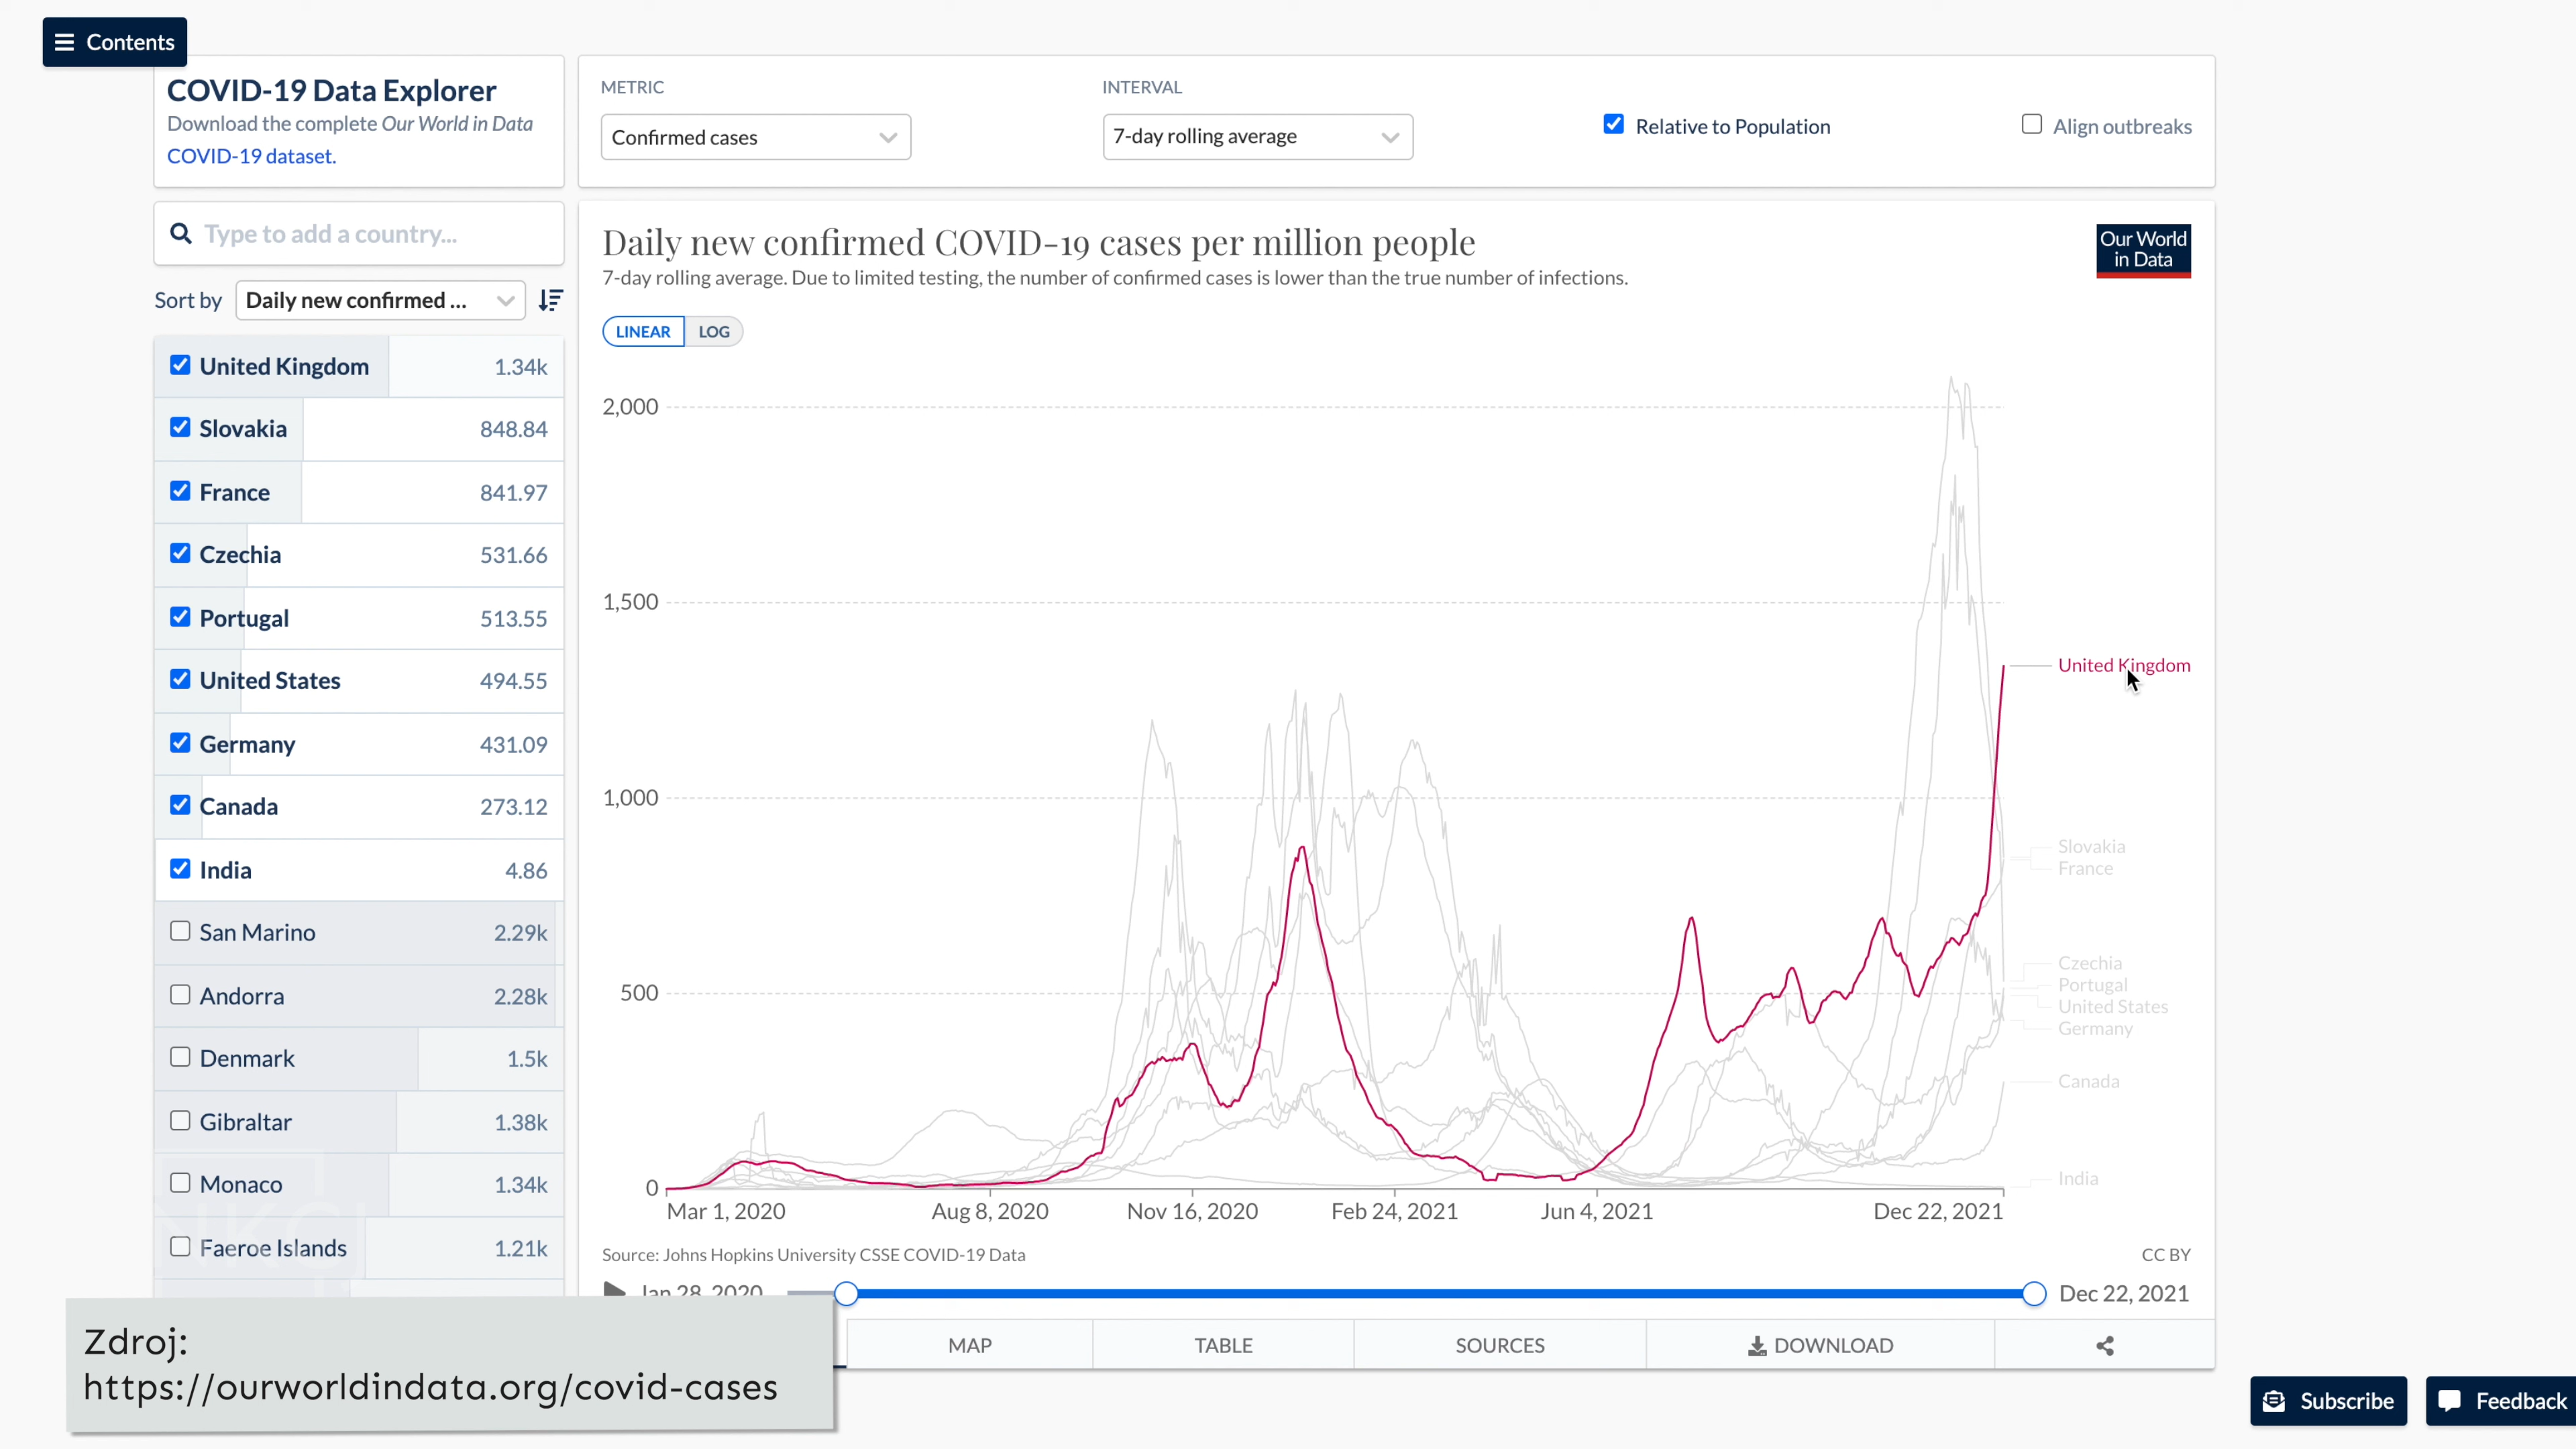 Contents
COVID-19 Data Explorer
Download the complete Our World in Data
COVID-19 dataset.
METRIC
Confirmed cases
INTERVAL
7-day rolling average
Relative to Population
Align outbreaks
Type to add a country...
Sort by Daily new confirmed ...
United Kingdom 1.34k
Slovakia 848.84
France 841.97
Czechia 531.66
Portugal 513.55
United States 494.55
Germany 431.09
Canada 273.12
India 4.86
San Marino 2.29k
Andorra 2.28k
Denmark 1.5k
Gibraltar 1.38k
Monaco 1.34k
Faeroe Islands 1.21k
Daily new confirmed COVID-19 cases per million people
7-day rolling average. Due to limited testing, the number of confirmed cases is lower than the true number of infections.
Our World
in Data
LINEAR LOG
2,000
1,500
1,000
500
0
United Kingdom
Slovakia
France
Czechia
Portugal
United States
Germany
Canada
India
Mar 1, 2020 Aug 8, 2020 Nov 16, 2020 Feb 24, 2021 Jun 4, 2021 Dec 22, 2021
Source: Johns Hopkins University CSSE COVID-19 Data
CC BY
Jan 28, 2020 Dec 22, 2021
MAP TABLE SOURCES DOWNLOAD
Zdroj:
https://ourworldindata.org/covid-cases
Subscribe Feedback